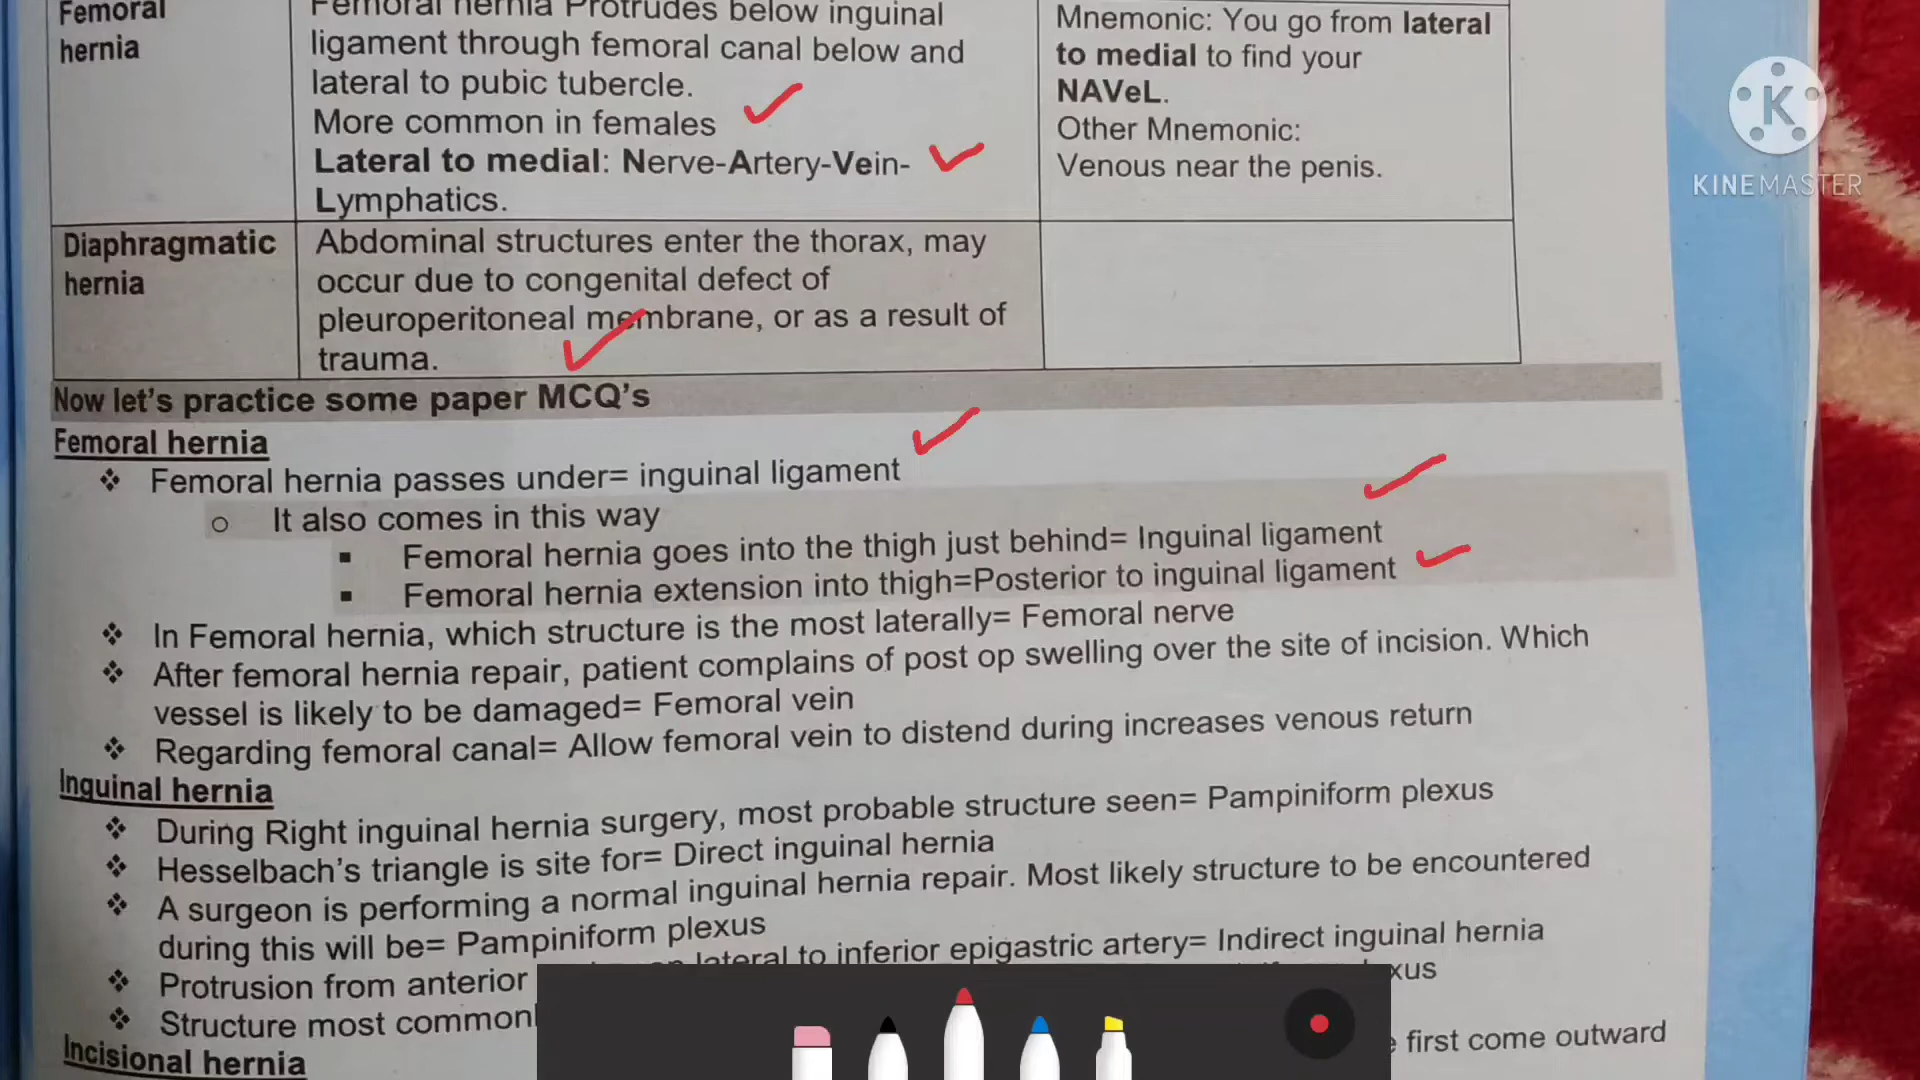 Femoral
hernia
Femoral hernia Protrudes below inguinal
ligament through femoral canal below and
lateral to pubic tubercle.
More common in females
Lateral to medial: Nerve-Artery-Vein-
Lymphatics.
Mnemonic: You go from lateral
to medial to find your
NAVeL.
Other Mnemonic:
Venous near the penis.
K
KINEMASTER
Diaphragmatic
hernia
Abdominal structures enter the thorax, may
occur due to congenital defect of
pleuroperitoneal membrane, or as a result of
trauma.
Now let's practice some paper MCQ's
Femoral hernia
❖ Femoral hernia passes under= inguinal ligament
o It also comes in this way
▪ Femoral hernia goes into the thigh just behind= Inguinal ligament
▪ Femoral hernia extension into thigh=Posterior to inguinal ligament
❖ In Femoral hernia, which structure is the most laterally= Femoral nerve
❖ After femoral hernia repair, patient complains of post op swelling over the site of incision. Which
vessel is likely to be damaged= Femoral vein
❖ Regarding femoral canal= Allow femoral vein to distend during increases venous return
Inguinal hernia
❖ During Right inguinal hernia surgery, most probable structure seen= Pampiniform plexus
❖ Hesselbach's triangle is site for= Direct inguinal hernia
❖ A surgeon is performing a normal inguinal hernia repair. Most likely structure to be encountered
during this will be= Pampiniform plexus
❖ Protrusion from anterior lateral to inferior epigastric artery= Indirect inguinal hernia
❖ Structure most commonl
Incisional hernia
first come outward